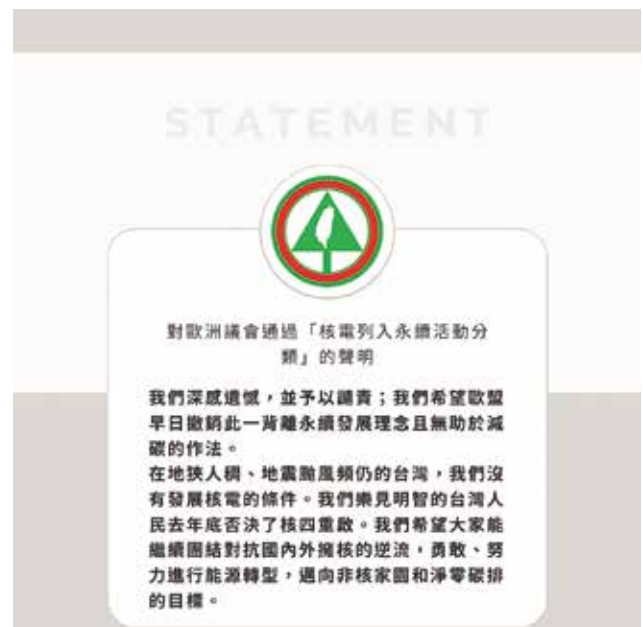 STATEMENT
對歐洲議會通過「核電列入永續活動分
類」的聲明
我們深感遺憾，並予以譴責；我們希望歐盟
早日撤銷此一背離永續發展理念且無助於減
碳的作法。
在地狹人稠、地震颱風頻仍的台灣，我們沒
有發展核電的條件。我們樂見明智的台灣人
民去年底否決了核四重啟。我們希望大家能
繼續團結對抗國內外擁核的逆流，勇敢、努
力進行能源轉型，邁向非核家園和淨零碳排
的目標。